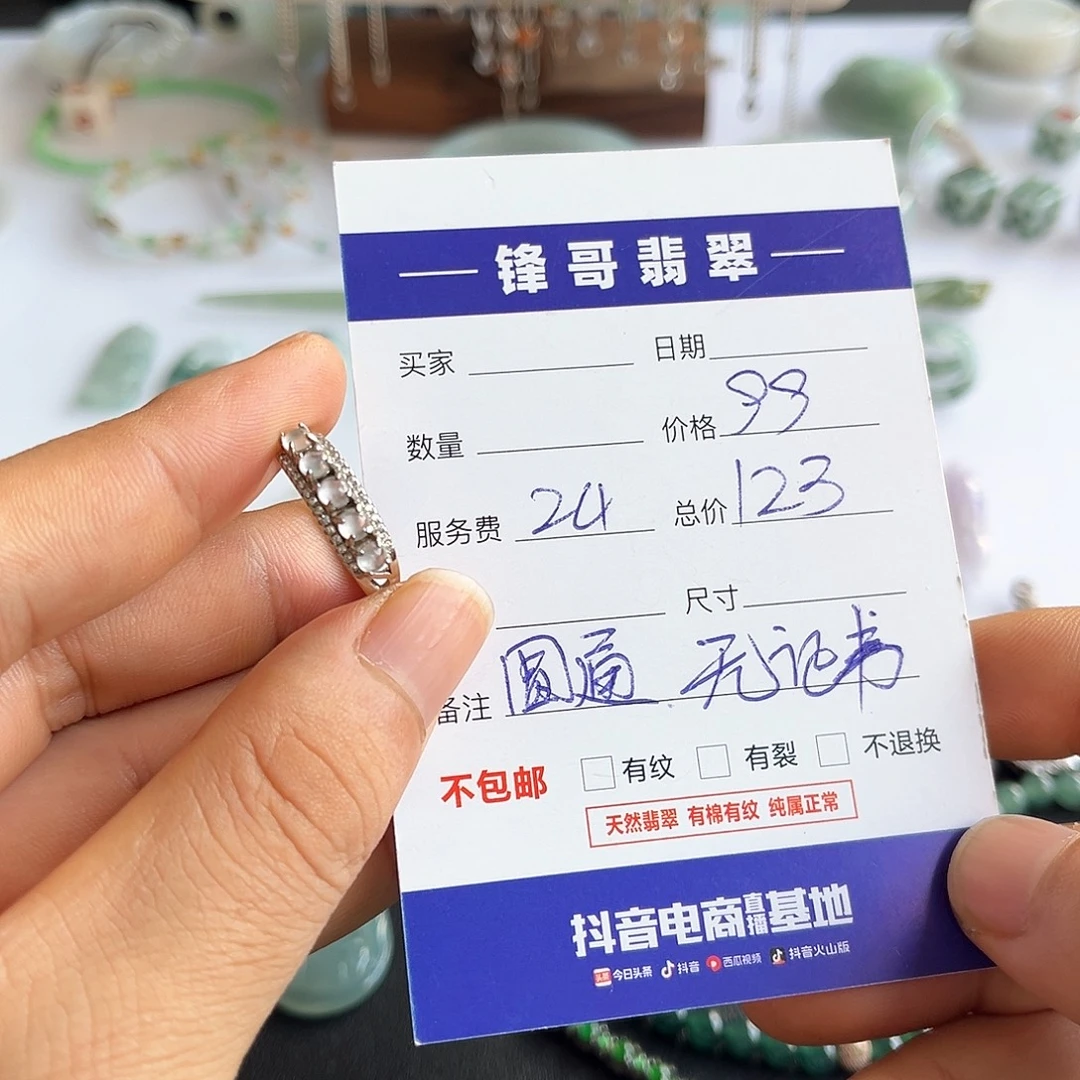 锋哥翡翠
买家 日期
数量 价格 99
服务费 24 总价 123
尺寸
备注 圆通 无证书
不包邮 有纹 有裂 不退换
天然翡翠 有棉有纹 纯属正常
抖音电商直播基地
头条 今日头条 抖音 西瓜视频 抖音火山版